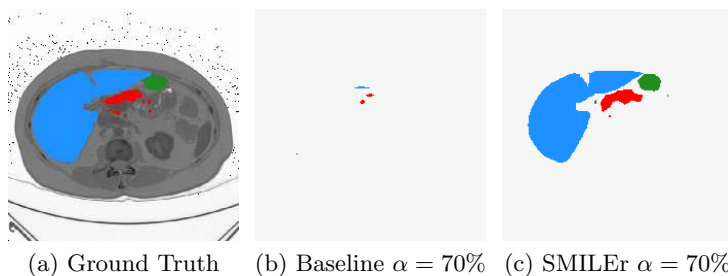 (a) Ground Truth
(b) Baseline α = 70%
(c) SMILEr α = 70%